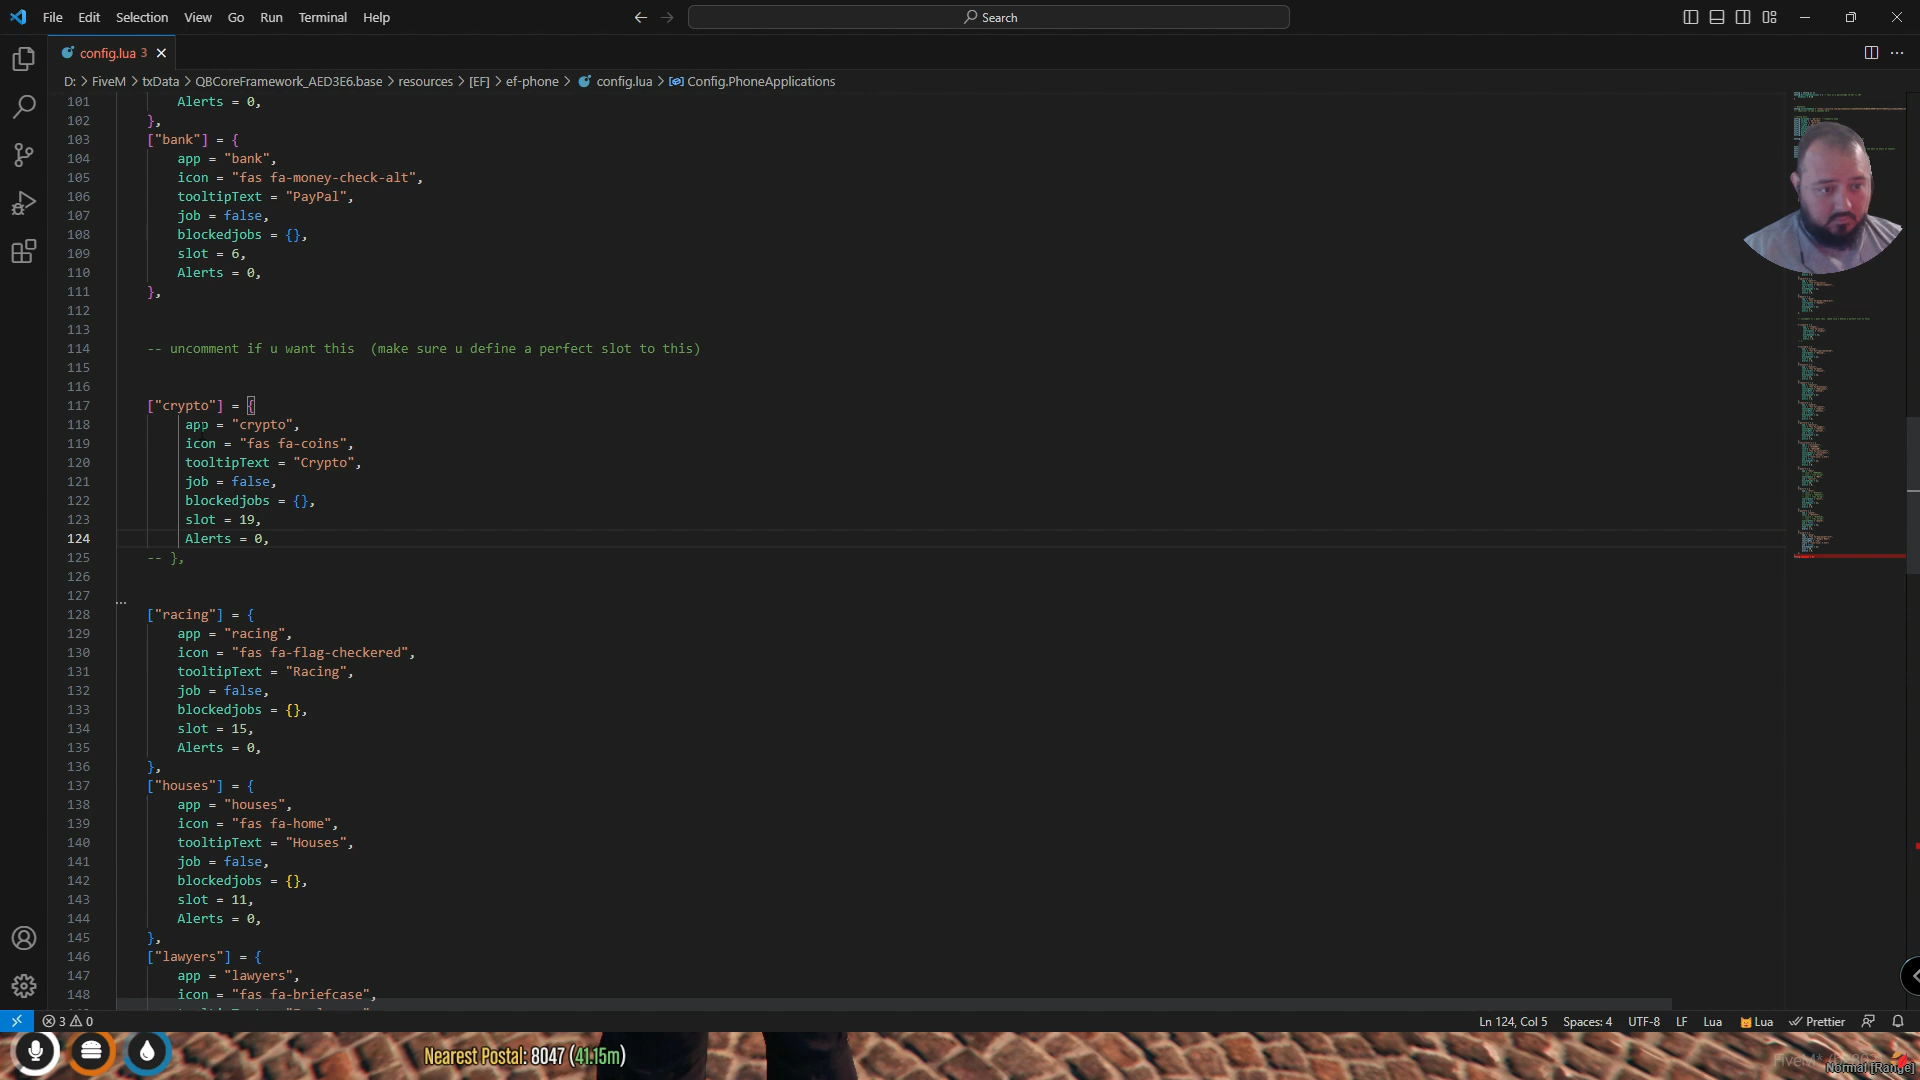 File Edit Selection View Go Run Terminal Help
Search
config.lua 3
D: > FiveM > txData > QBCoreFramework_AED3E6.base > resources > [EF] > ef-phone > config.lua > Config.PhoneApplications
101 Alerts = 0,
102 },
103 ["bank"] = {
104 app = "bank",
105 icon = "fas fa-money-check-alt",
106 tooltipText = "PayPal",
107 job = false,
108 blockedjobs = {},
109 slot = 6,
110 Alerts = 0,
111 },
112
113
114 -- uncomment if u want this  (make sure u define a perfect slot to this)
115
116
117 ["crypto"] = {
118 app = "crypto",
119 icon = "fas fa-coins",
120 tooltipText = "Crypto",
121 job = false,
122 blockedjobs = {},
123 slot = 19,
124 Alerts = 0,
125 -- },
126
127
128 ["racing"] = {
129 app = "racing",
130 icon = "fas fa-flag-checkered",
131 tooltipText = "Racing",
132 job = false,
133 blockedjobs = {},
134 slot = 15,
135 Alerts = 0,
136 },
137 ["houses"] = {
138 app = "houses",
139 icon = "fas fa-home",
140 tooltipText = "Houses",
141 job = false,
142 blockedjobs = {},
143 slot = 11,
144 Alerts = 0,
145 },
146 ["lawyers"] = {
147 app = "lawyers",
148 icon = "fas fa-briefcase",
3 0 Ln 124, Col 5 Spaces: 4 UTF-8 LF Lua Lua Prettier
Nearest Postal: 8047 (41.15m)
Normal [Range]